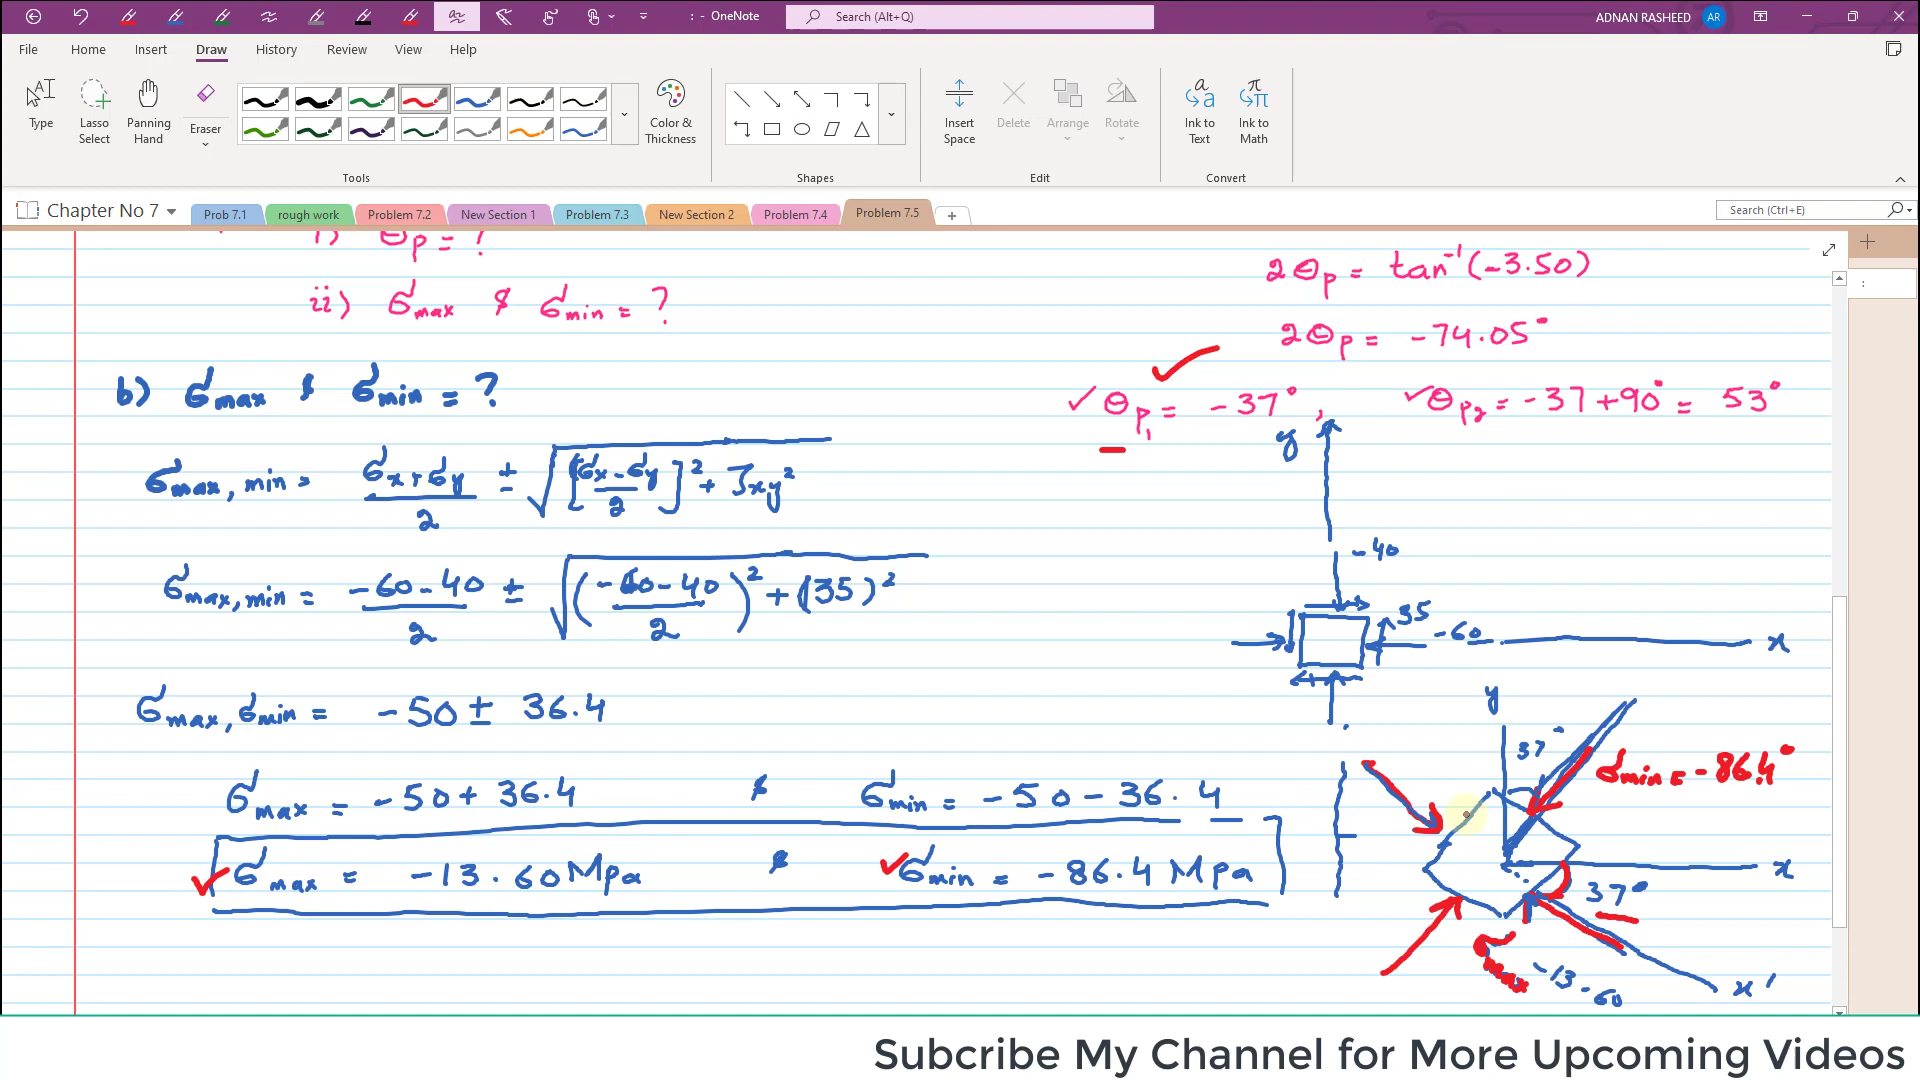 : - OneNote
Search (Alt+Q)
ADNAN RASHEED AR
File Home Insert Draw History Review View Help
Type
Lasso Select
Panning Hand
Eraser
Color & Thickness
Insert Space
Delete
Arrange
Rotate
Ink to Text
Ink to Math
Tools Shapes Edit Convert
Chapter No 7
Prob 7.1 rough work Problem 7.2 New Section 1 Problem 7.3 New Section 2 Problem 7.4 Problem 7.5 +
Search (Ctrl+E)
i) θp = ?
ii) σmax & σmin = ?
b) σmax & σmin = ?
σmax, min = σx+σy/2 ± √[σx-σy/2]² + τxy²
σmax, min = -60-40/2 ± √(-60-40/2)² + (35)²
σmax, σmin = -50 ± 36.4
σmax = -50 + 36.4 & σmin = -50 - 36.4
σmax = -13.60 Mpa & σmin = -86.4 Mpa
2θp = tan⁻¹(-3.50)
2θp = -74.05°
θp₁ = -37°, θp₂ = -37+90° = 53°
y
-40
35
-60
x
y
37°
σmin = -86.4°
x
37°
σmax -13.60
x'
Subcribe My Channel for More Upcoming Videos